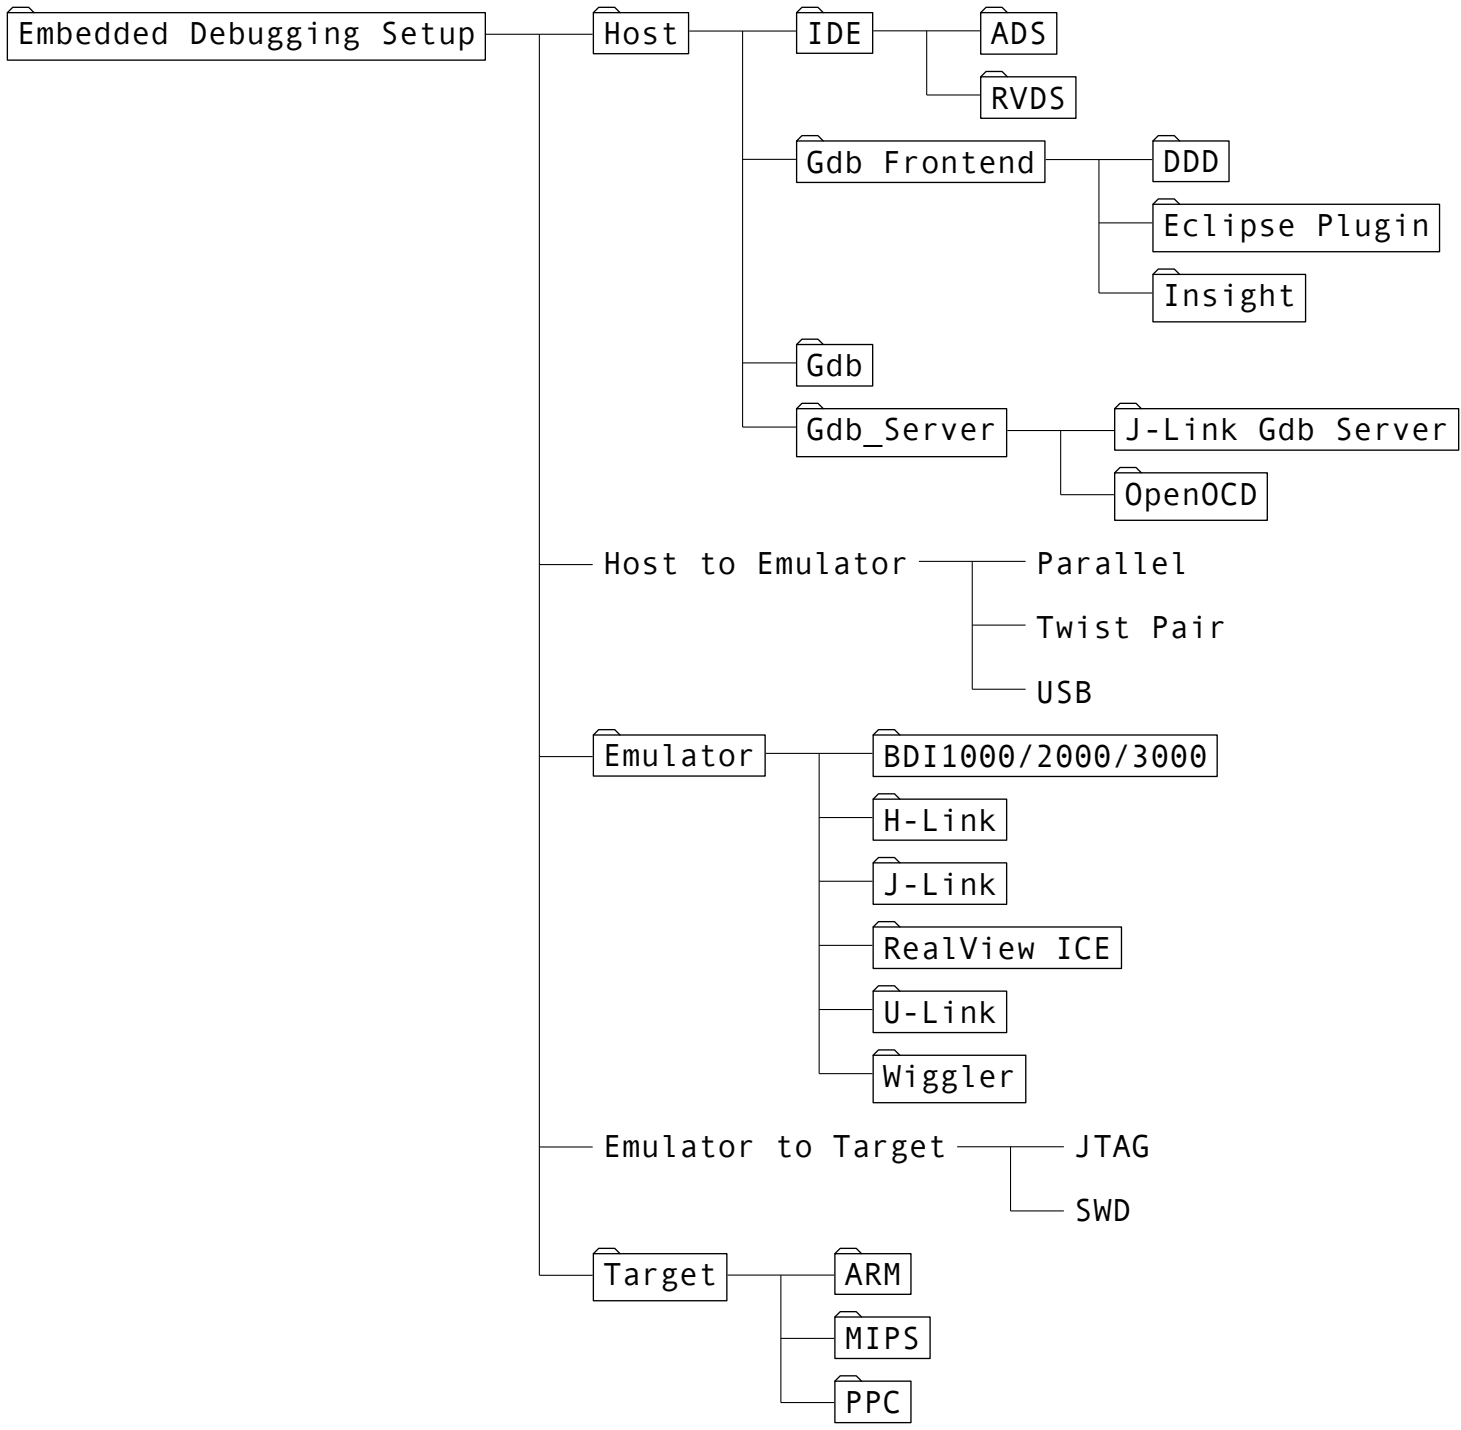 Embedded Debugging Setup
Host
IDE
ADS
RVDS
Gdb Frontend
DDD
Eclipse Plugin
Insight
Gdb
Gdb_Server
J-Link Gdb Server
OpenOCD
Host to Emulator
Parallel
Twist Pair
USB
Emulator
BDI1000/2000/3000
H-Link
J-Link
RealView ICE
U-Link
Wiggler
Emulator to Target
JTAG
SWD
Target
ARM
MIPS
PPC